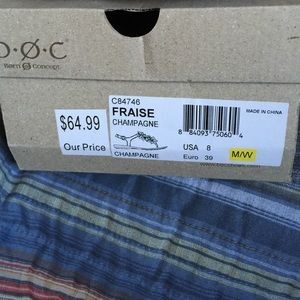 B·Ø·C
Børn Concept.
C84746
FRAISE
CHAMPAGNE
MADE IN CHINA
8 84093 75060 4
$64.99
Our Price
CHAMPAGNE
USA 8
Euro 39
M/W